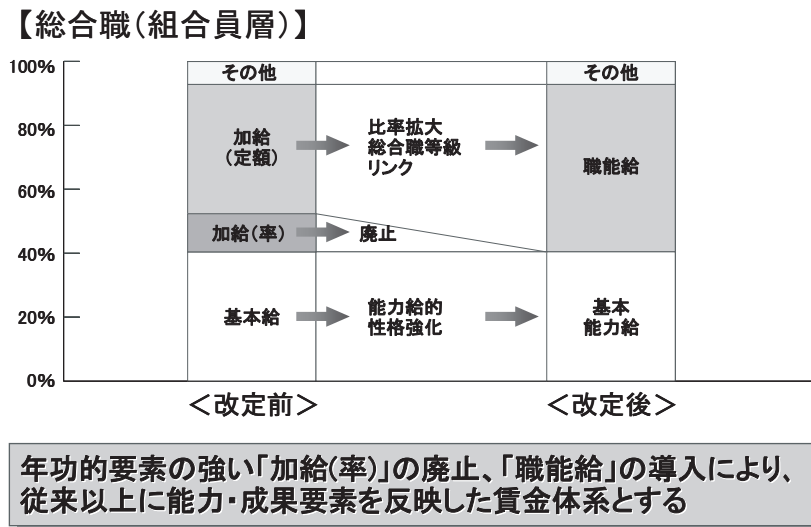 【総合職（組合員層）】
100%
80%
60%
40%
20%
0%
その他
加給
（定額）
加給（率）
基本給
比率拡大
総合職等級
リンク
廃止
能力給的
性格強化
その他
職能給
基本
能力給
＜改定前＞
＜改定後＞
年功的要素の強い「加給(率)」の廃止、「職能給」の導入により、
従来以上に能力・成果要素を反映した賃金体系とする